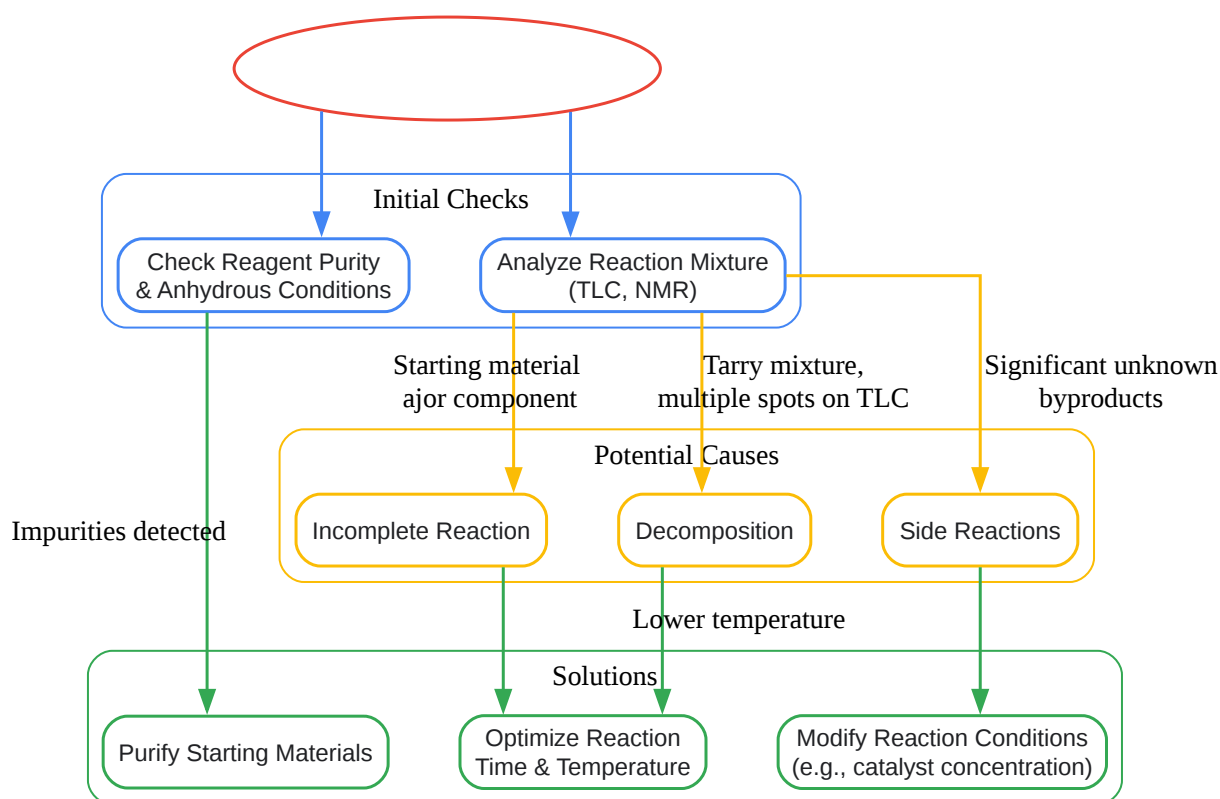 Initial Checks
Check Reagent Purity
& Anhydrous Conditions
Analyze Reaction Mixture
(TLC, NMR)
Starting material
ajor component
Tarry mixture,
multiple spots on TLC
Significant unknown
byproducts
Potential Causes
Impurities detected
Incomplete Reaction
Decomposition
Side Reactions
Lower temperature
Solutions
Purify Starting Materials
Optimize Reaction
Time & Temperature
Modify Reaction Conditions
(e.g., catalyst concentration)